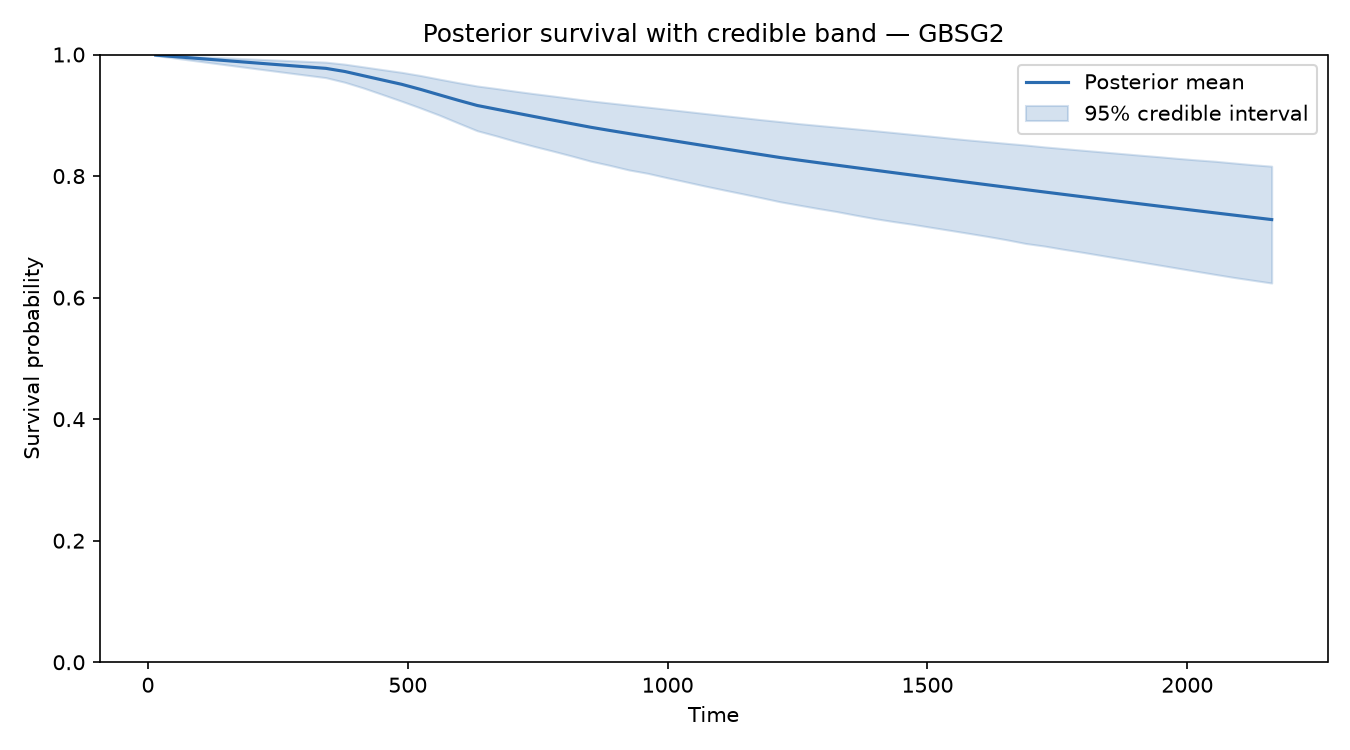 Posterior survival with credible band — GBSG2
Posterior mean
95% credible interval
Survival probability
1.0
0.8
0.6
0.4
0.2
0.0
0
500
1000
1500
2000
Time